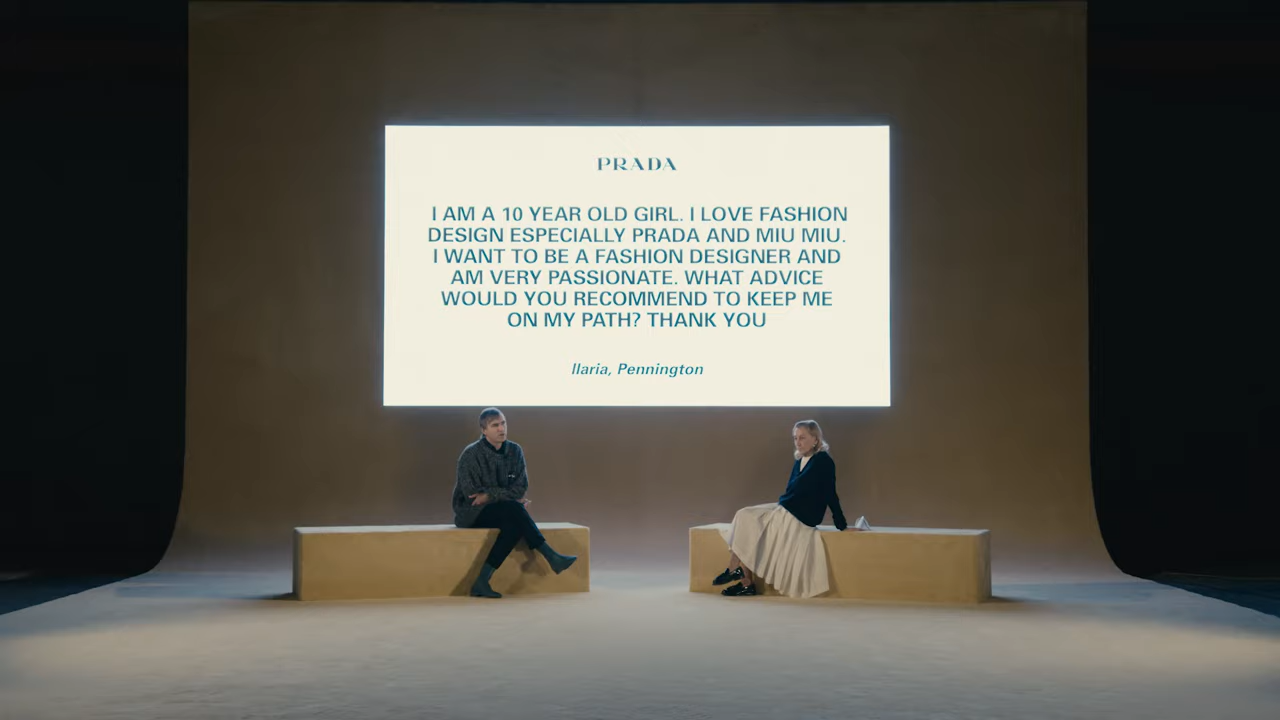 PRADA
I AM A 10 YEAR OLD GIRL. I LOVE FASHION
DESIGN ESPECIALLY PRADA AND MIU MIU.
I WANT TO BE A FASHION DESIGNER AND
AM VERY PASSIONATE. WHAT ADVICE
WOULD YOU RECOMMEND TO KEEP ME
ON MY PATH? THANK YOU
Ilaria, Pennington